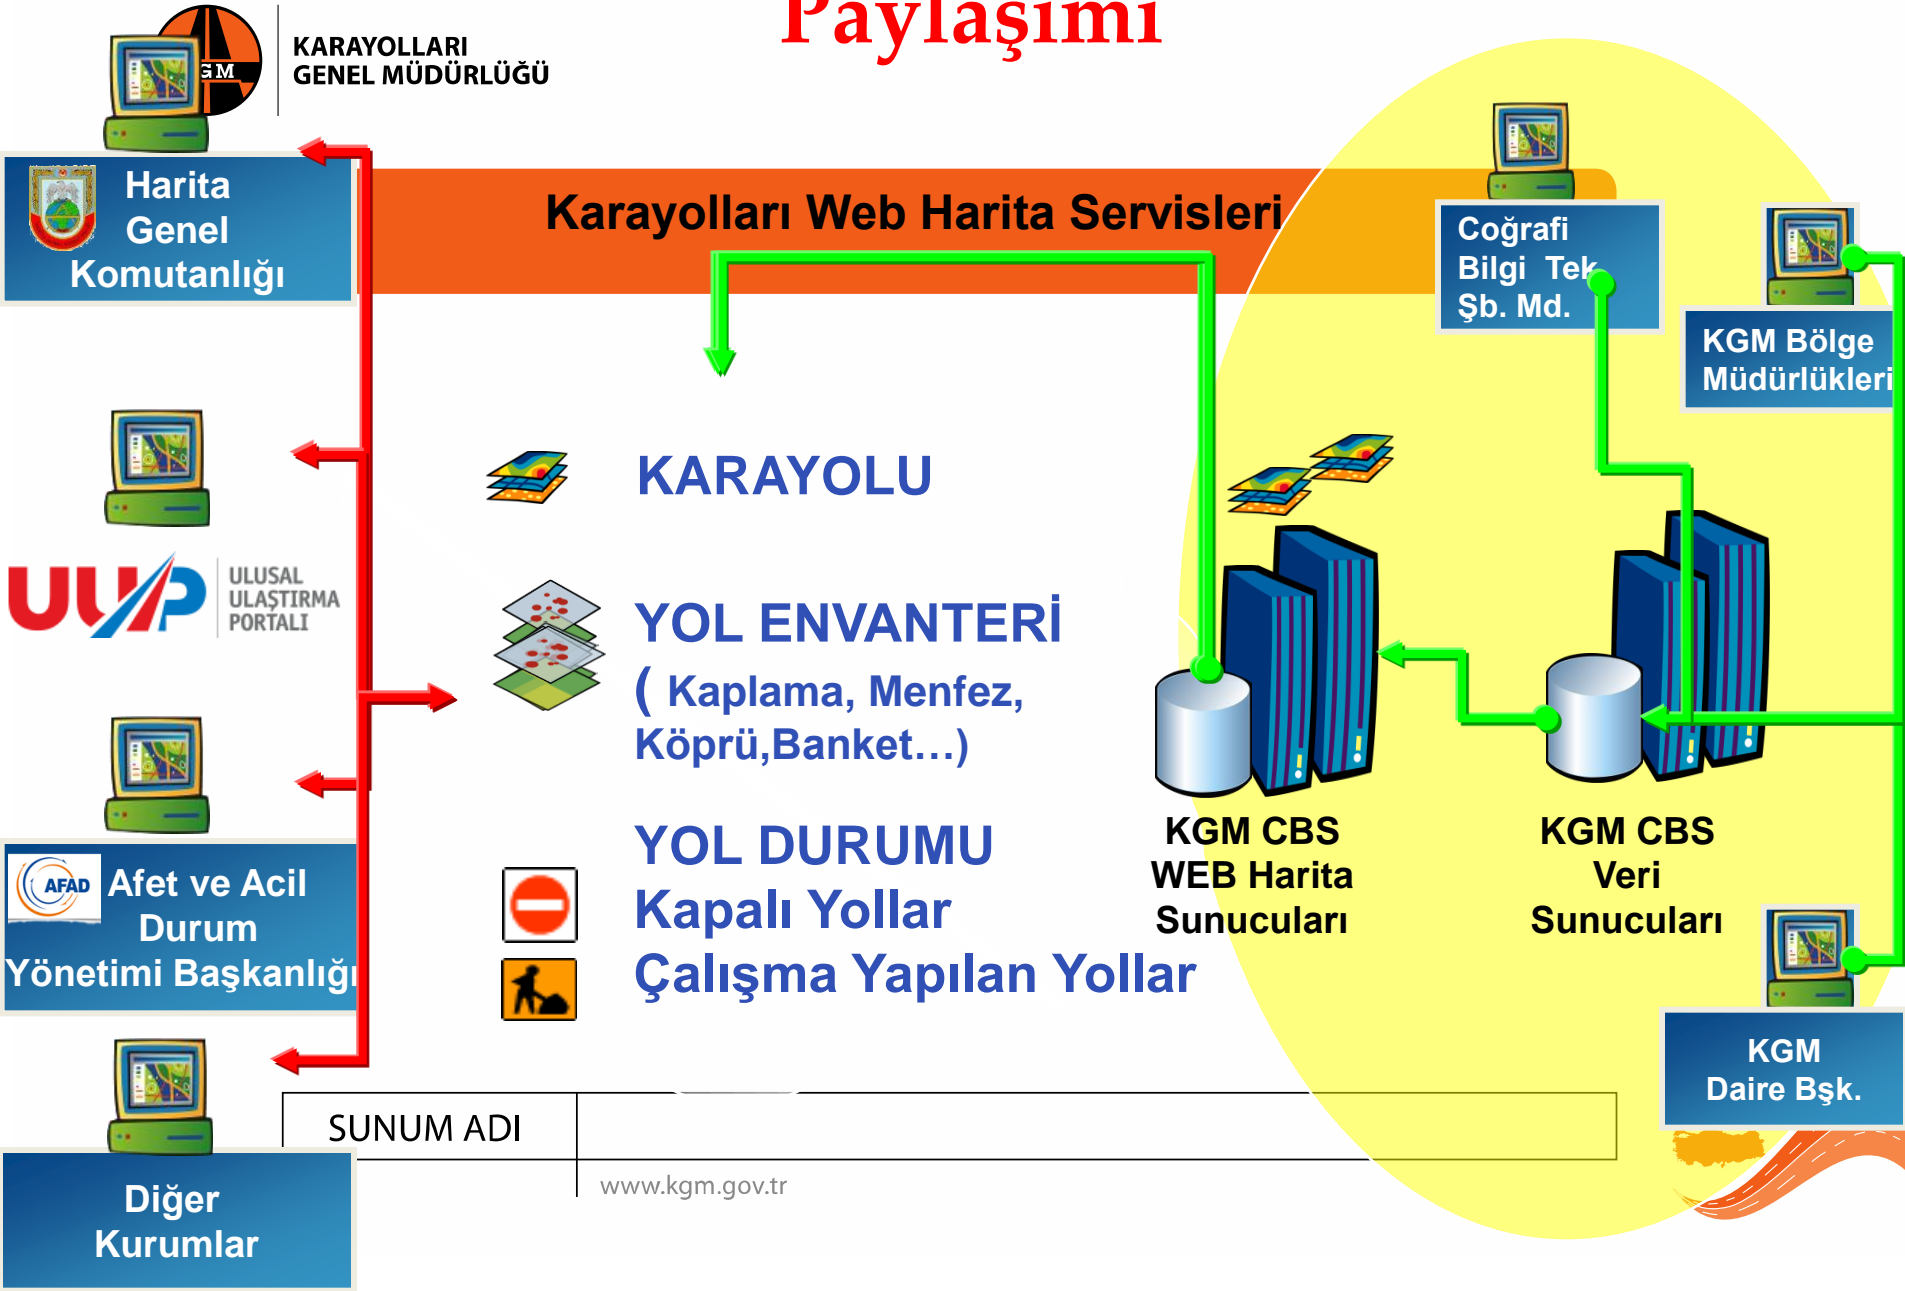 Paylaşımı
KARAYOLLARI
GENEL MÜDÜRLÜĞÜ
GM
Harita
Genel
Komutanlığı
Karayolları Web Harita Servisleri
Coğrafi
Bilgi Tek
Şb. Md.
KGM Bölge
Müdürlükleri
KARAYOLU
UUP
ULUSAL
ULAŞTIRMA
PORTALI
YOL ENVANTERİ
( Kaplama, Menfez,
Köprü,Banket…)
YOL DURUMU
Kapalı Yollar
Çalışma Yapılan Yollar
KGM CBS
WEB Harita
Sunucuları
KGM CBS
Veri
Sunucuları
AFAD
Afet ve Acil
Durum
Yönetimi Başkanlığı
KGM
Daire Bşk.
SUNUM ADI
www.kgm.gov.tr
Diğer
Kurumlar